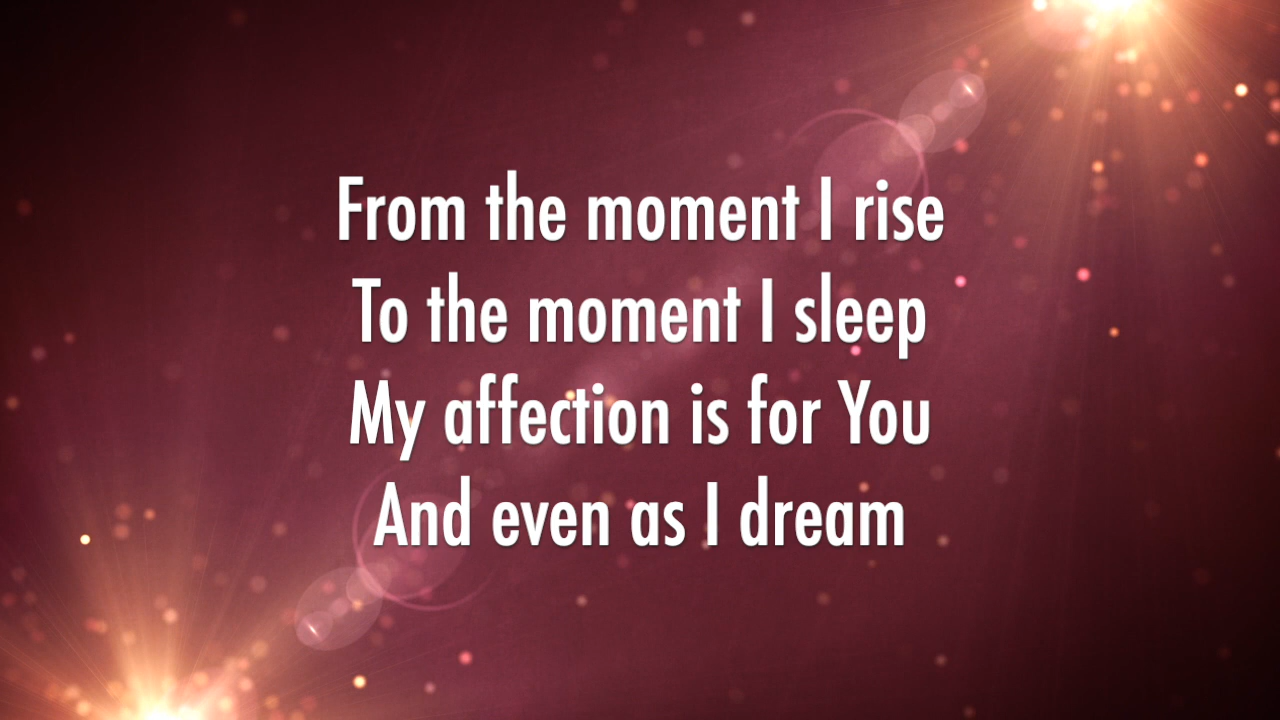 From the moment I rise
To the moment I sleep
My affection is for You
And even as I dream